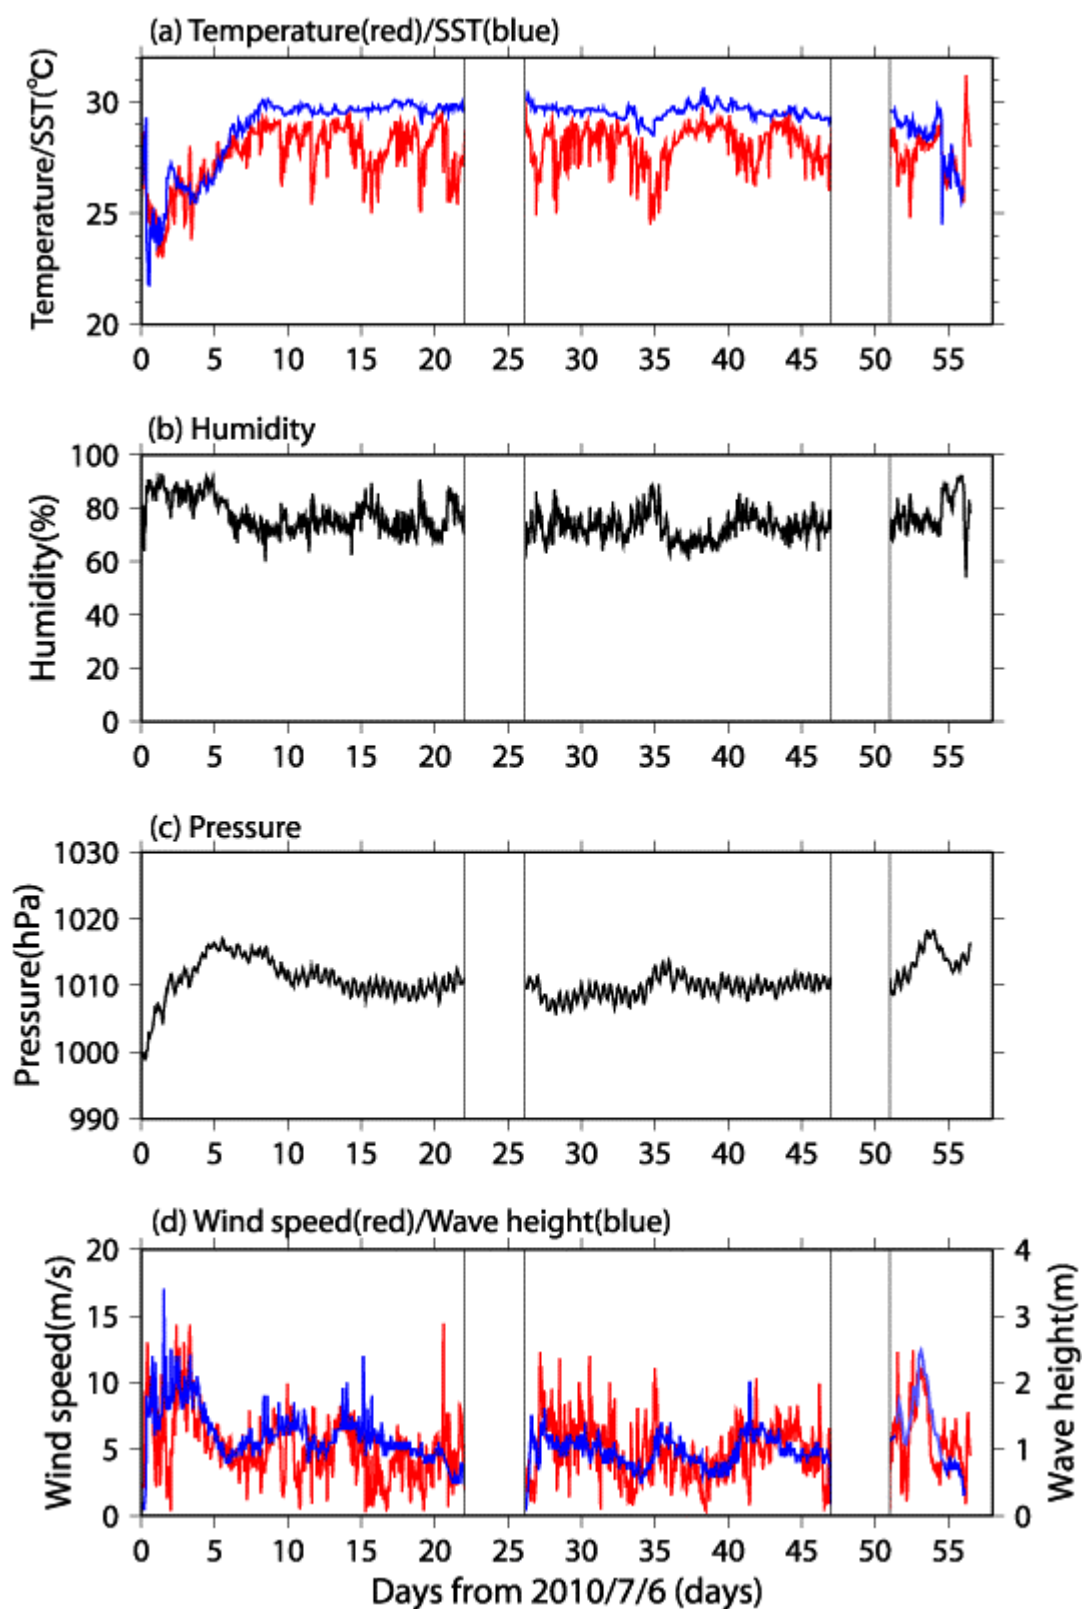 (a) Temperature(red)/SST(blue)
Temperature/SST(°C)
30
25
20
0 5 10 15 20 25 30 35 40 45 50 55
(b) Humidity
Humidity(%)
100
80
60
40
20
0
0 5 10 15 20 25 30 35 40 45 50 55
(c) Pressure
Pressure(hPa)
1030
1020
1010
1000
990
0 5 10 15 20 25 30 35 40 45 50 55
(d) Wind speed(red)/Wave height(blue)
Wind speed(m/s)
20
15
10
5
0
4
3
2
1
0
Wave height(m)
0 5 10 15 20 25 30 35 40 45 50 55
Days from 2010/7/6 (days)